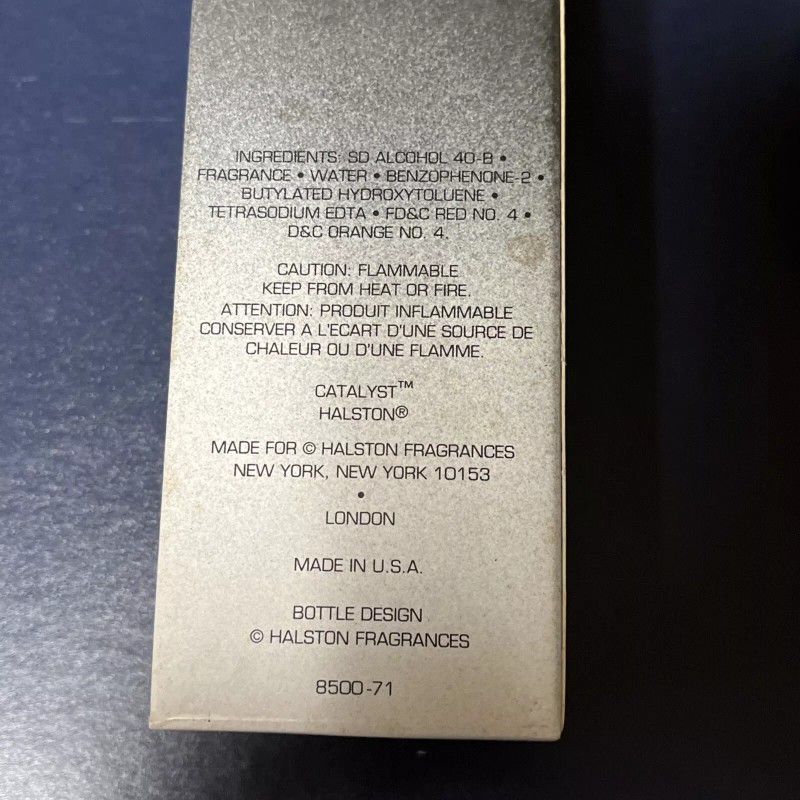 INGREDIENTS: SD ALCOHOL 40-B •
FRAGRANCE • WATER • BENZOPHENONE-2 •
BUTYLATED HYDROXYTOLUENE •
TETRASODIUM EDTA • FD&C RED NO. 4 •
D&C ORANGE NO. 4.
CAUTION: FLAMMABLE
KEEP FROM HEAT OR FIRE.
ATTENTION: PRODUIT INFLAMMABLE
CONSERVER A L'ECART D'UNE SOURCE DE
CHALEUR OU D'UNE FLAMME.
CATALYST™
HALSTON®
MADE FOR © HALSTON FRAGRANCES
NEW YORK, NEW YORK 10153
•
LONDON
MADE IN U.S.A.
BOTTLE DESIGN
© HALSTON FRAGRANCES
8500-71